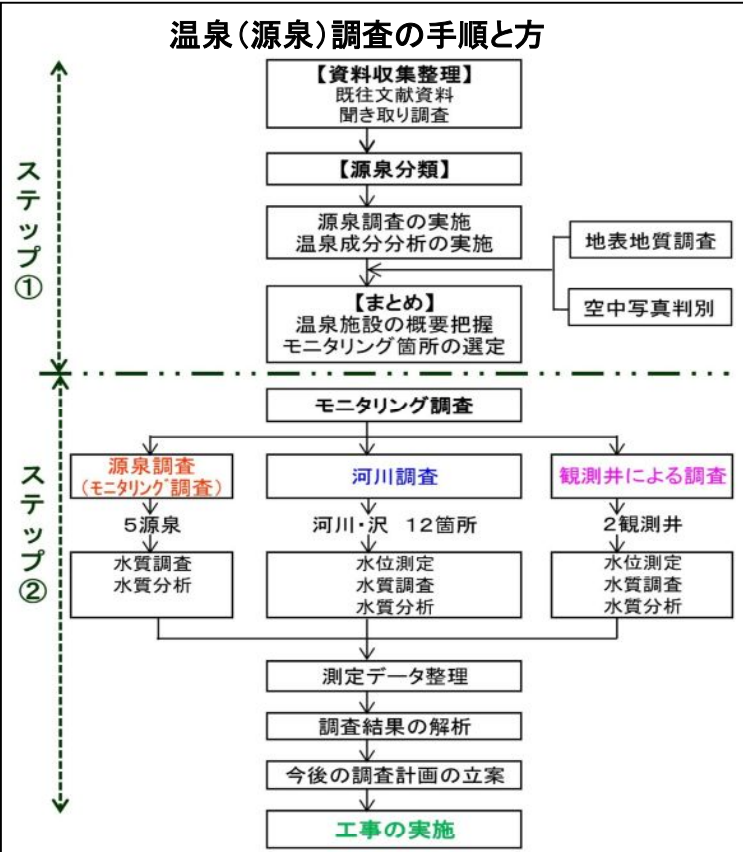 温泉(源泉)調査の手順と方
【資料収集整理】
既往文献資料
聞き取り調査
【源泉分類】
源泉調査の実施
温泉成分分析の実施
地表地質調査
空中写真判別
【まとめ】
温泉施設の概要把握
モニタリング箇所の選定
ステップ①
モニタリング調査
源泉調査
(モニタリング調査)
河川調査
観測井による調査
5源泉
河川・沢 12箇所
2観測井
水質調査
水質分析
水位測定
水質調査
水質分析
水位測定
水質調査
水質分析
ステップ②
測定データ整理
調査結果の解析
今後の調査計画の立案
工事の実施